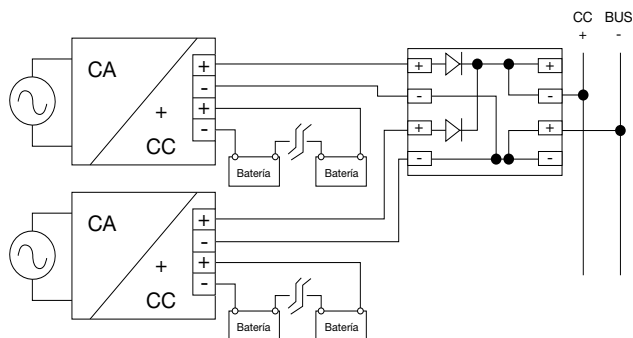 CC BUS
+ -
CA
+
CC
+
-
+
-
Batería Batería
+ +
- -
+ +
- -
CA
+
CC
+
-
+
-
Batería Batería